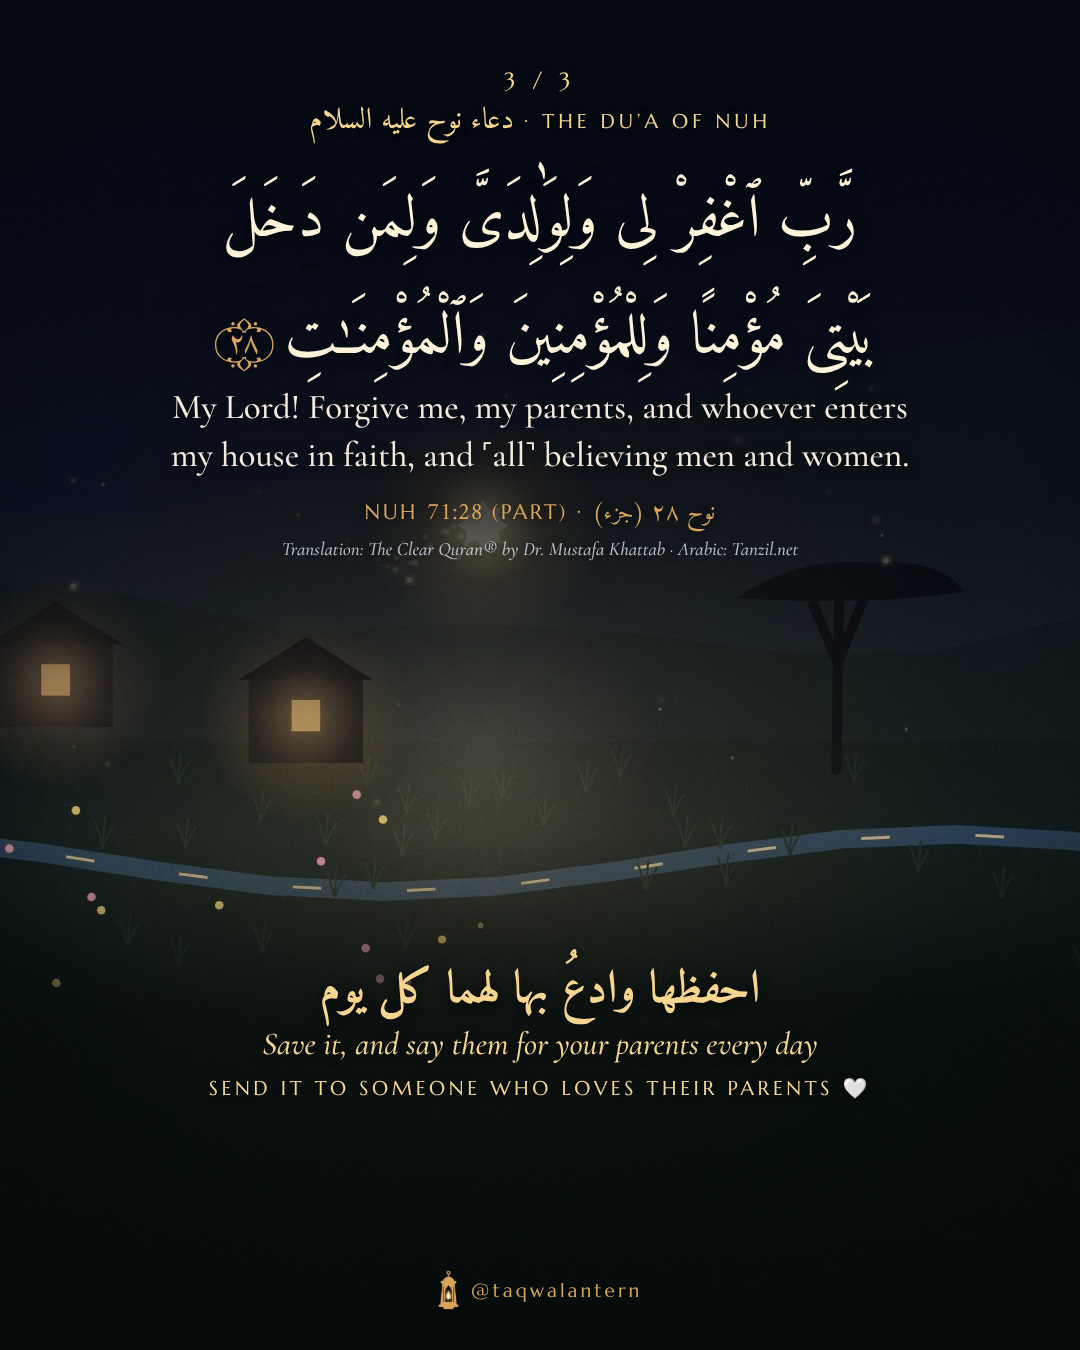 3 / 3
دعاء نوح عليه السلام · THE DU’A OF NUH
رَّبِّ ٱغْفِرْ لِى وَلِوَٰلِدَىَّ وَلِمَن دَخَلَ
بَيْتِىَ مُؤْمِنًا وَلِلْمُؤْمِنِينَ وَٱلْمُؤْمِنَـٰتِ ٢٨
My Lord! Forgive me, my parents, and whoever enters
my house in faith, and ˹all˺ believing men and women.
NUH 71:28 (PART) · نوح ٢٨ (جزء)
Translation: The Clear Quran® by Dr. Mustafa Khattab · Arabic: Tanzil.net
احفظها وادعُ بها لهما كل يوم
Save it, and say them for your parents every day
SEND IT TO SOMEONE WHO LOVES THEIR PARENTS 🤍
@taqwalantern